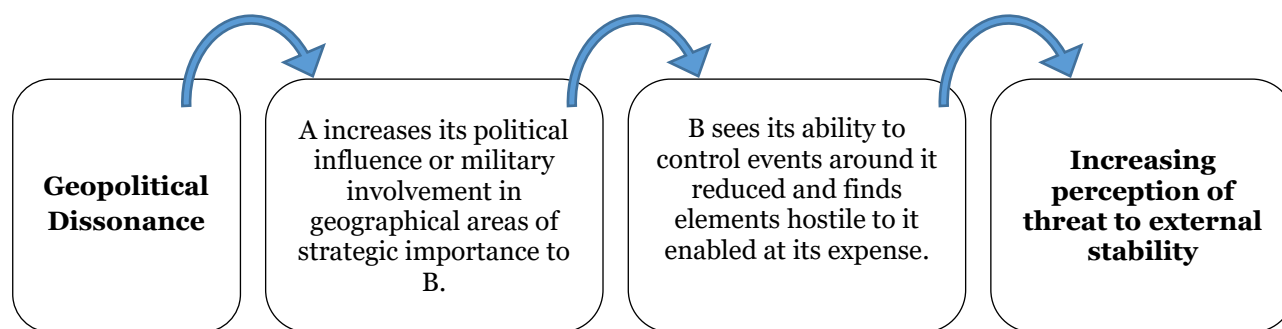 Geopolitical
Dissonance
A increases its political
influence or military
involvement in
geographical areas of
strategic importance to
B.
B sees its ability to
control events around it
reduced and finds
elements hostile to it
enabled at its expense.
Increasing
perception of
threat to external
stability